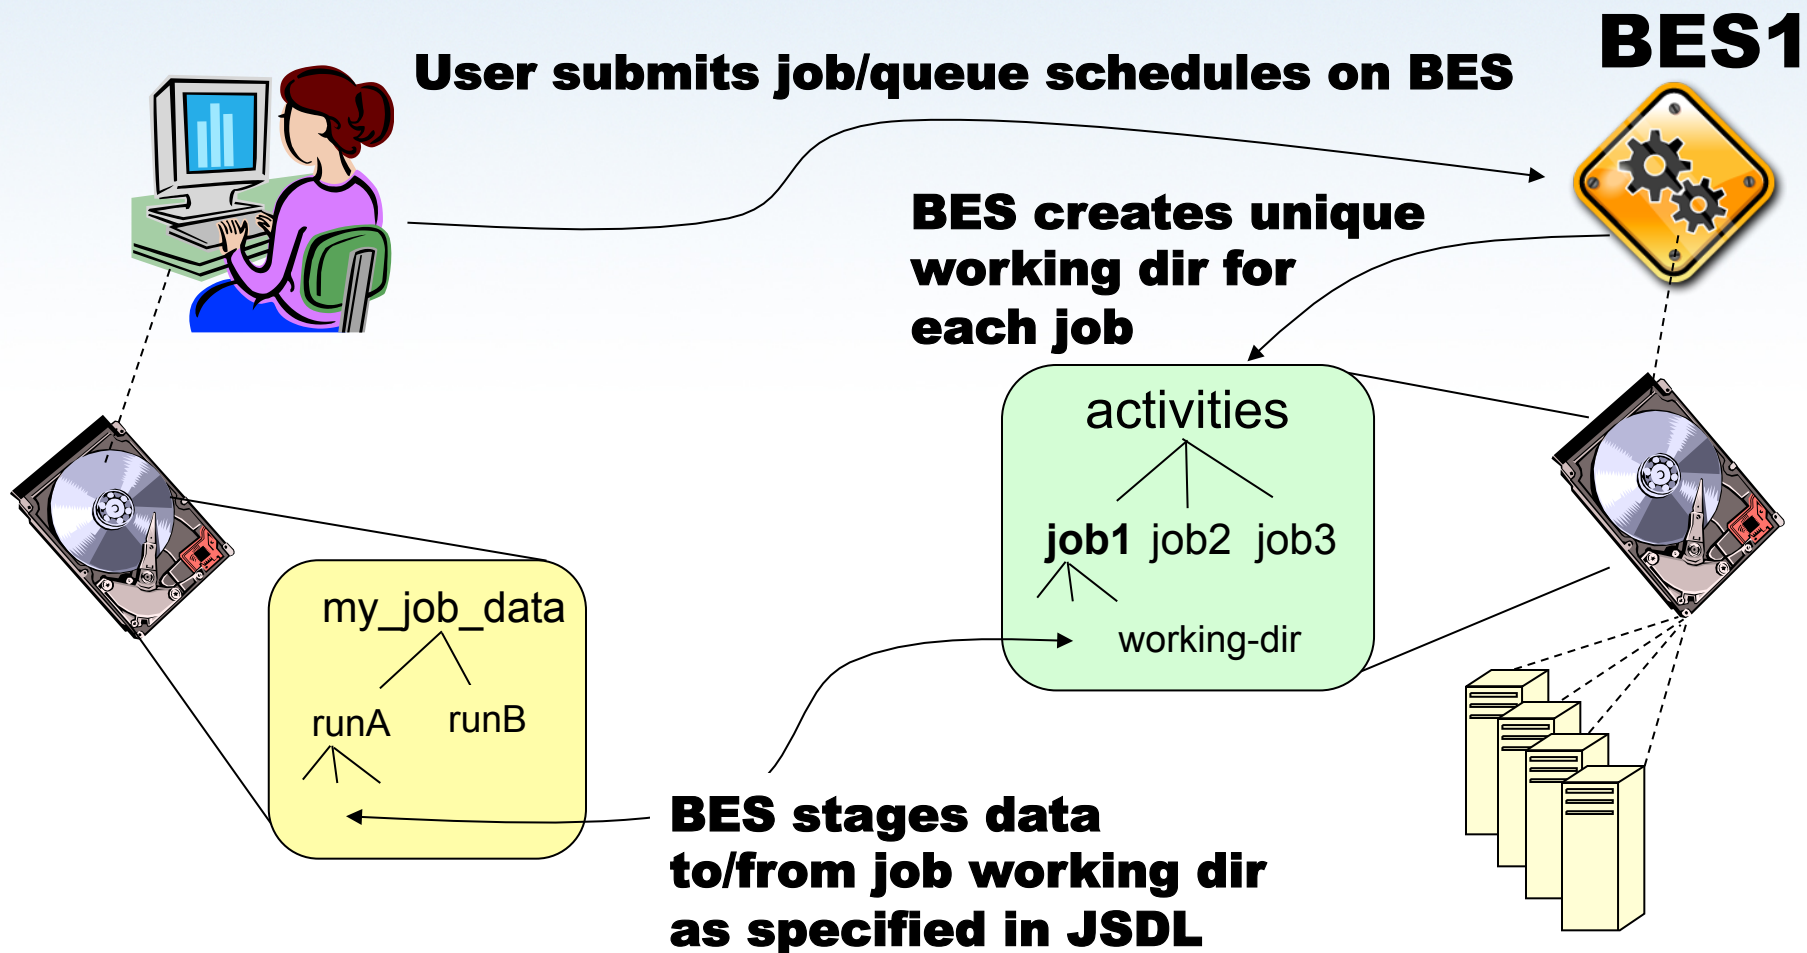 BES1
User submits job/queue schedules on BES
BES creates unique
working dir for
each job
activities
job1 job2 job3
working-dir
my_job_data
runA runB
BES stages data
to/from job working dir
as specified in JSDL